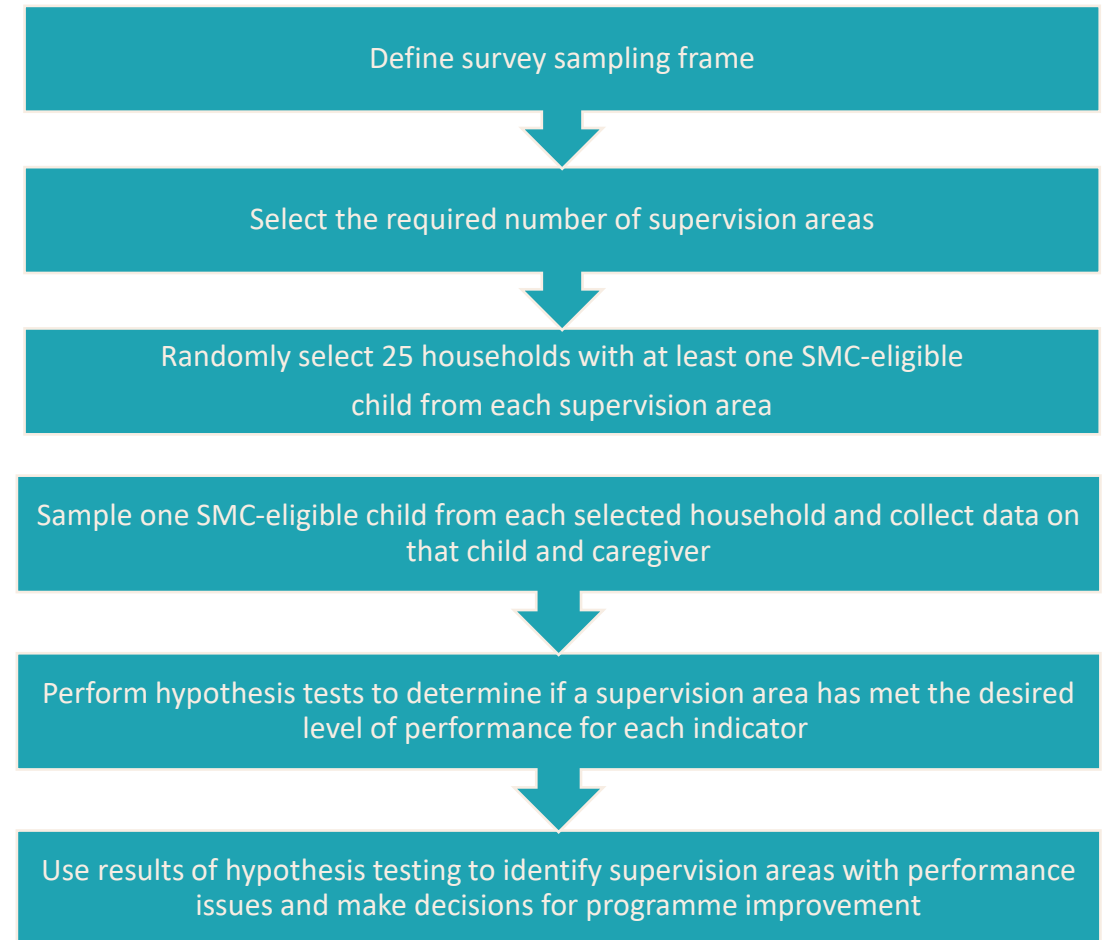 Define survey sampling frame
Select the required number of supervision areas
Randomly select 25 households with at least one SMC-eligible
child from each supervision area
Sample one SMC-eligible child from each selected household and collect data on
that child and caregiver
Perform hypothesis tests to determine if a supervision area has met the desired
level of performance for each indicator
Use results of hypothesis testing to identify supervision areas with performance
issues and make decisions for programme improvement